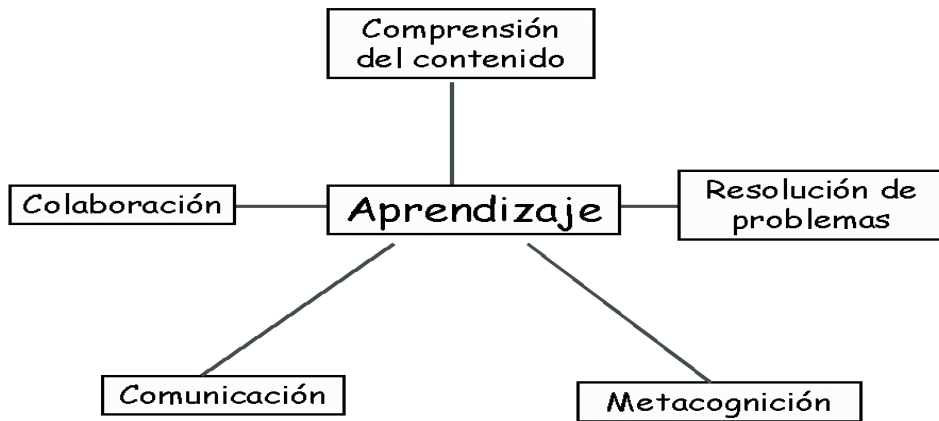 Comprensión
del contenido
Colaboración
Aprendizaje
Resolución de
problemas
Comunicación
Metacognición